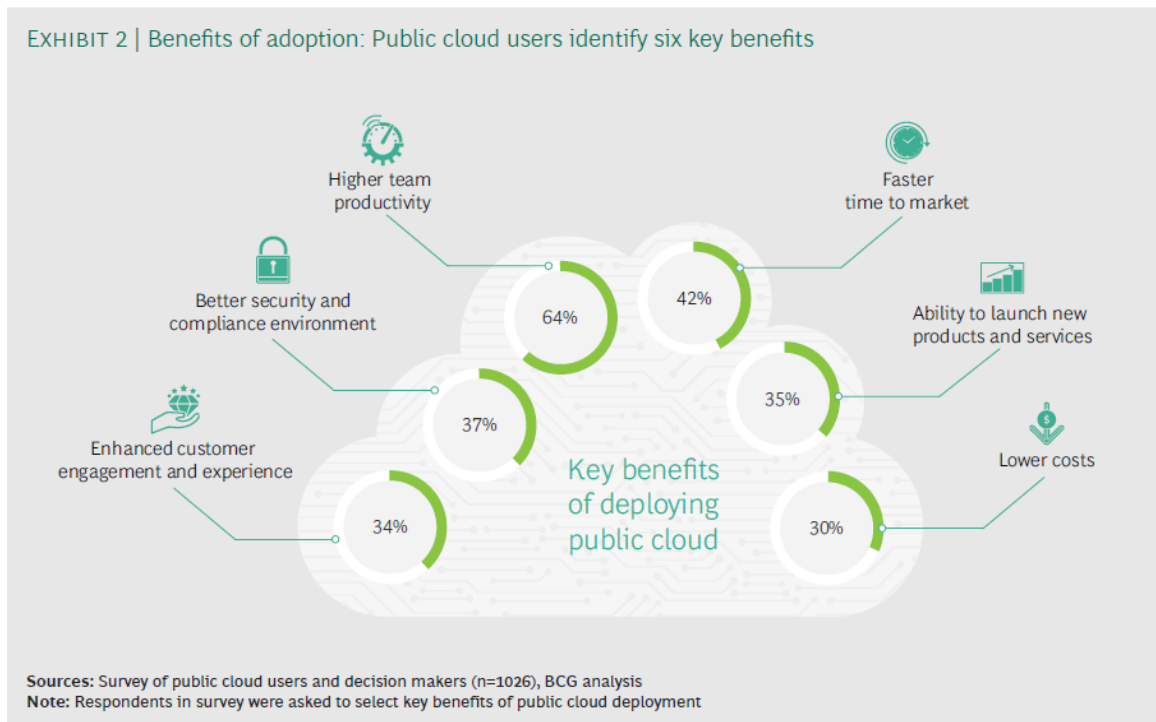 EXHIBIT 2 | Benefits of adoption: Public cloud users identify six key benefits
Higher team
productivity
Faster
time to market
Better security and
compliance environment
Ability to launch new
products and services
Enhanced customer
engagement and experience
Lower costs
64%
42%
37%
35%
34%
30%
Key benefits
of deploying
public cloud
$
Sources: Survey of public cloud users and decision makers (n=1026), BCG analysis
Note: Respondents in survey were asked to select key benefits of public cloud deployment